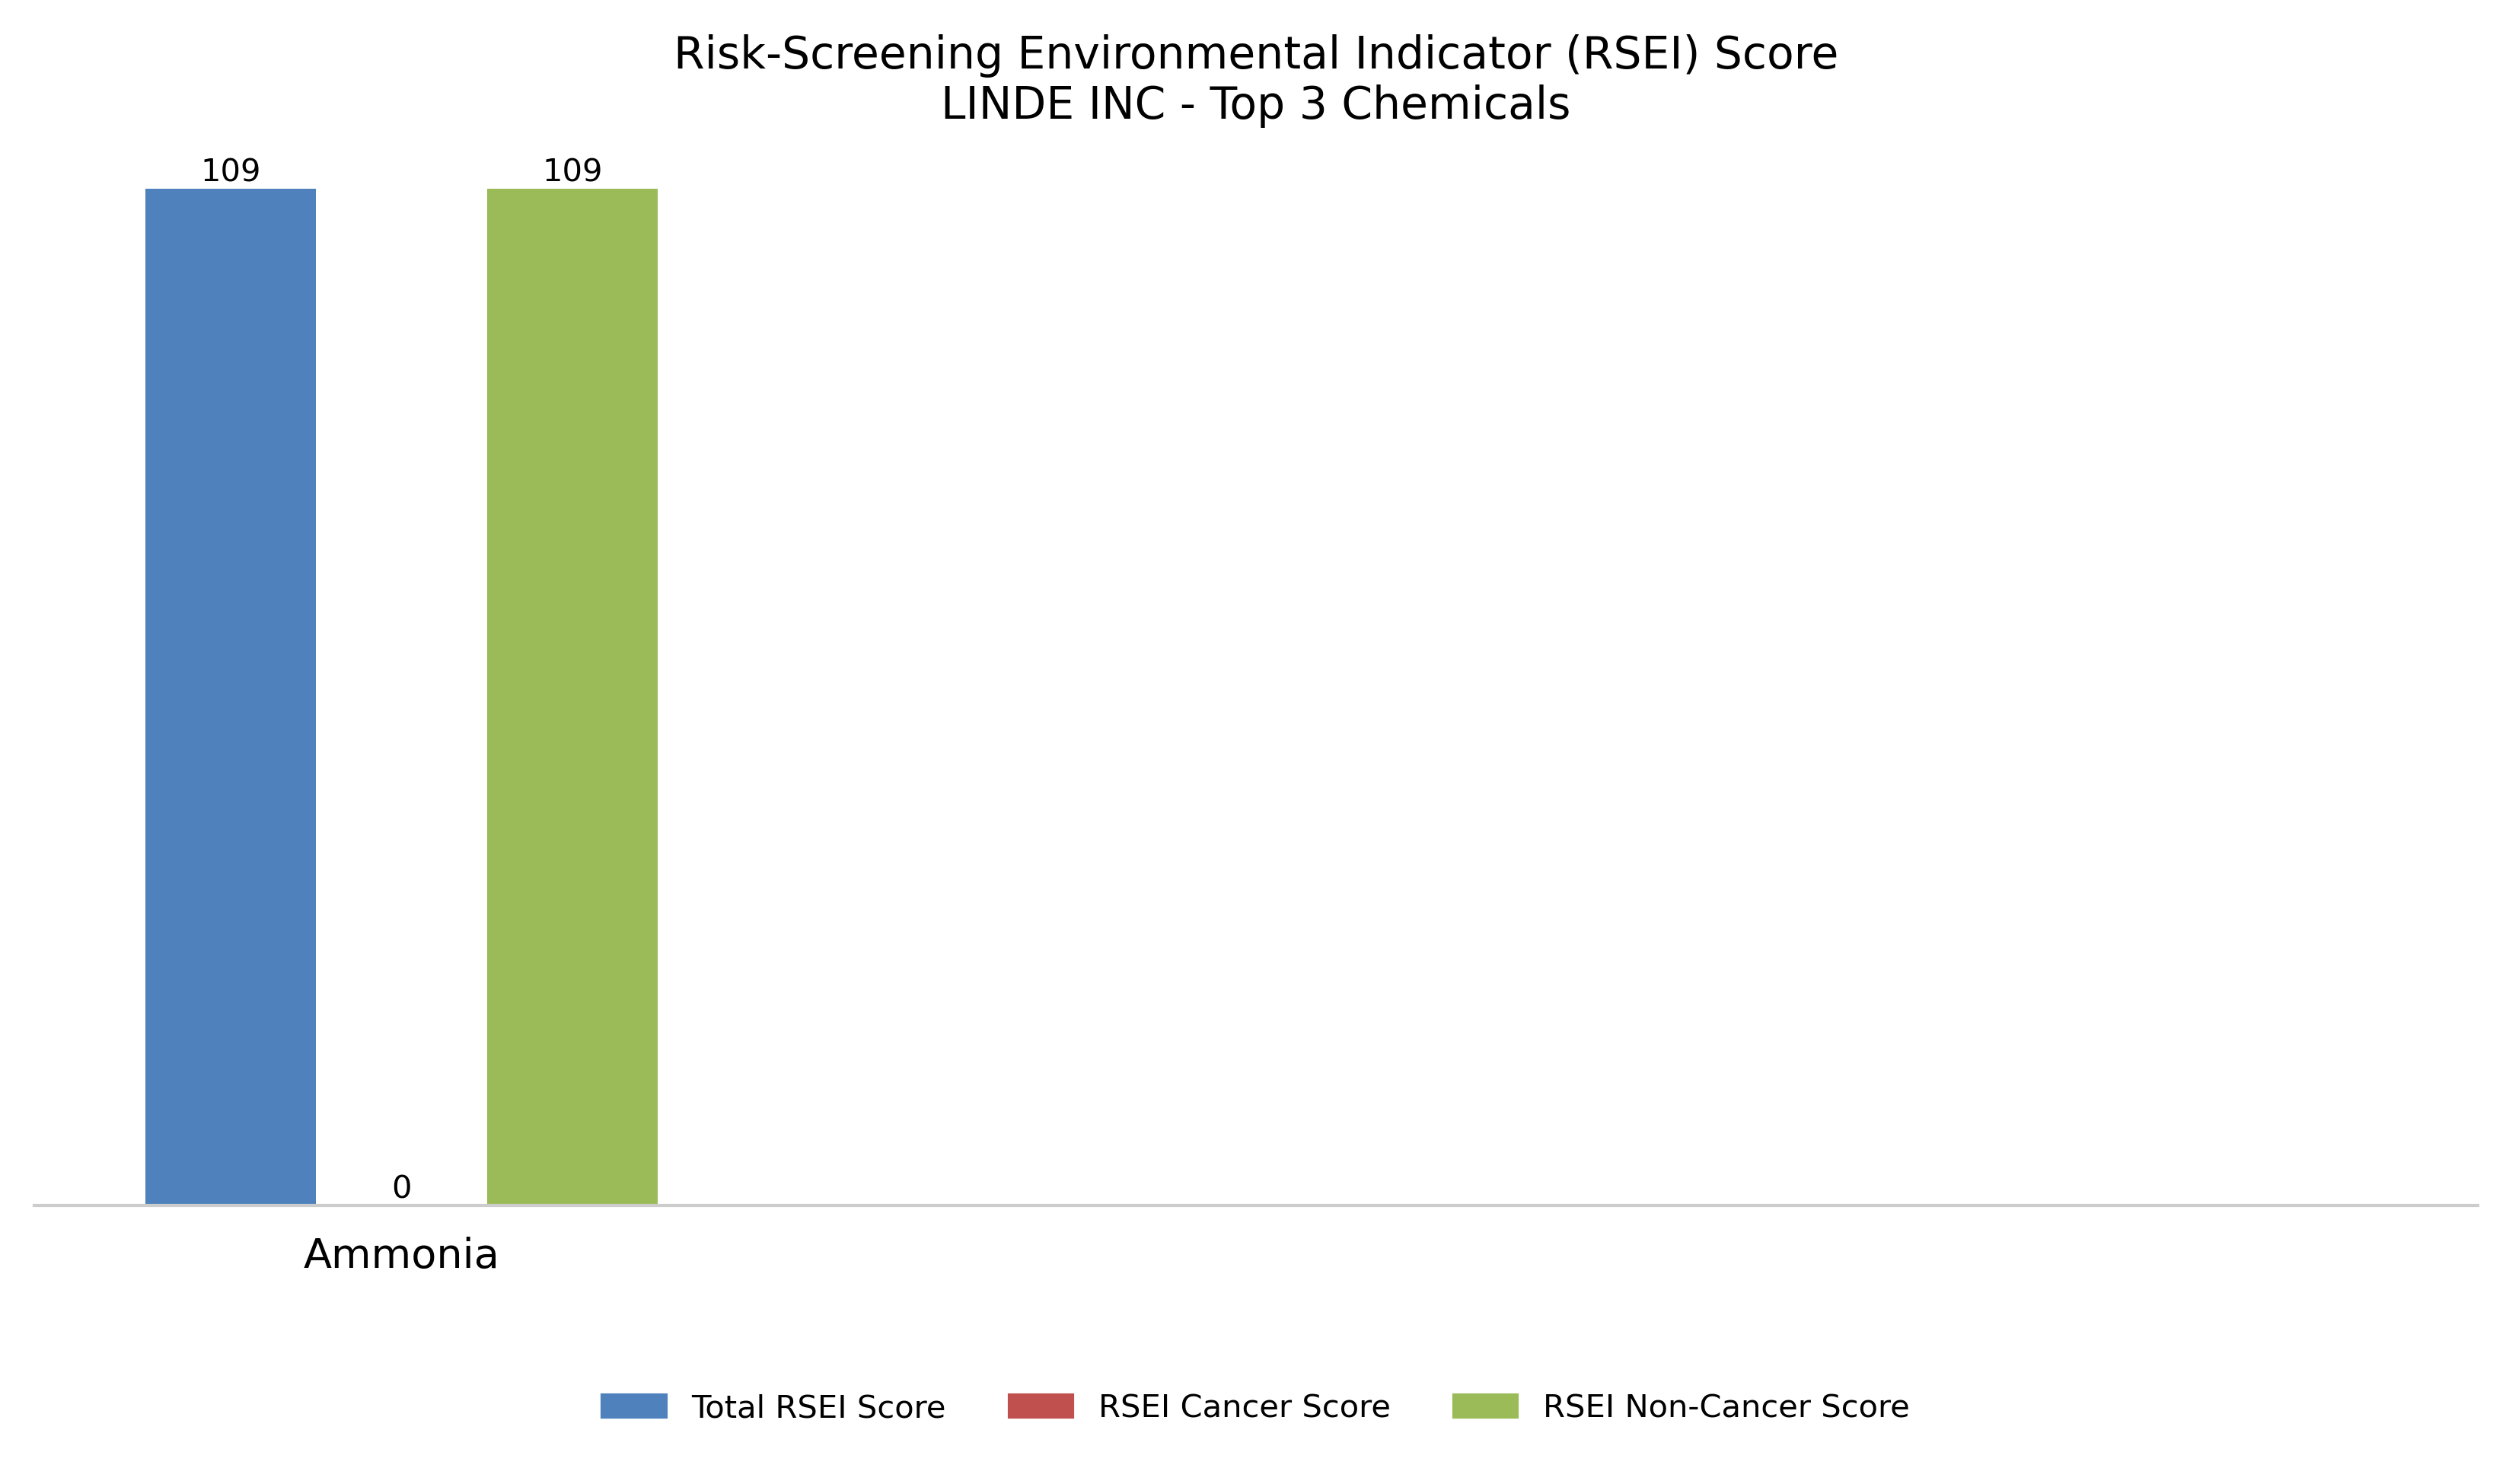 Risk-Screening Environmental Indicator (RSEI) Score
LINDE INC - Top 3 Chemicals
109
109
0
Ammonia
Total RSEI Score
RSEI Cancer Score
RSEI Non-Cancer Score